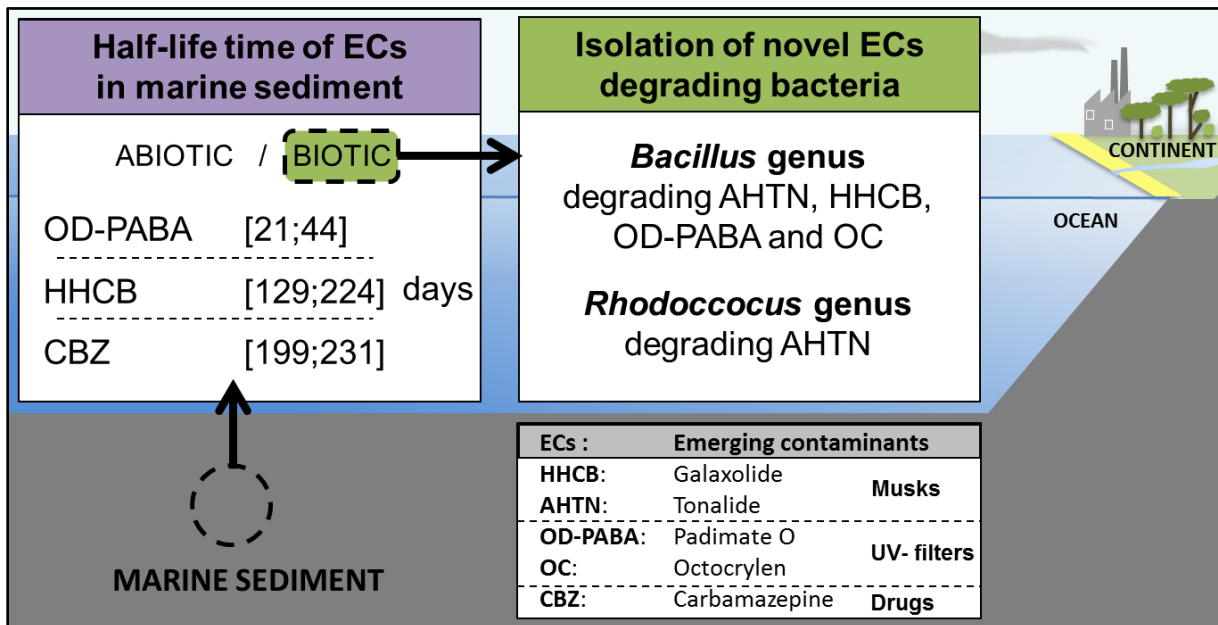 Half-life time of ECs
in marine sediment
ABIOTIC / BIOTIC
OD-PABA [21;44]
HHCB [129;224] days
CBZ [199;231]
Isolation of novel ECs
degrading bacteria
Bacillus genus
degrading AHTN, HHCB,
OD-PABA and OC
Rhodoccocus genus
degrading AHTN
CONTINENT
OCEAN
MARINE SEDIMENT
ECs : Emerging contaminants
HHCB: Galaxolide
Musks
AHTN: Tonalide
OD-PABA: Padimate O
UV- filters
OC: Octocrylen
CBZ: Carbamazepine Drugs